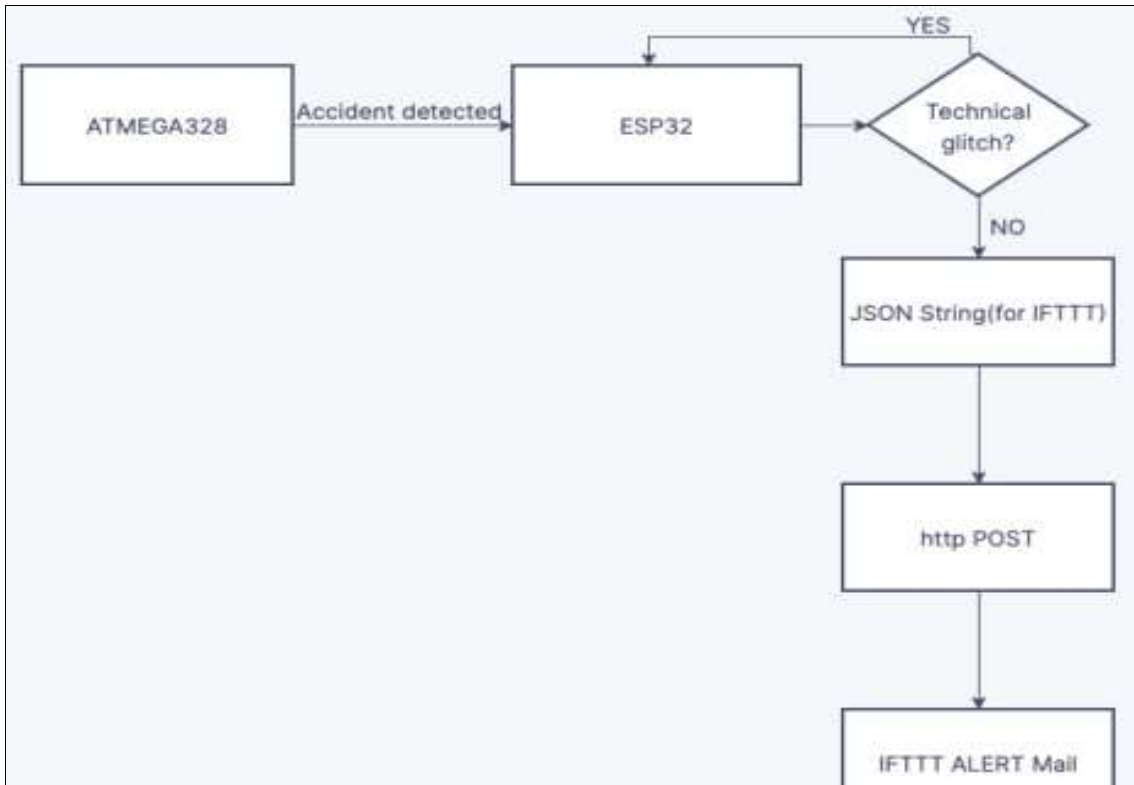 YES
ATMEGA328
Accident detected
ESP32
Technical
glitch?
NO
JSON String(for IFTTT)
http POST
IFTTT ALERT Mail